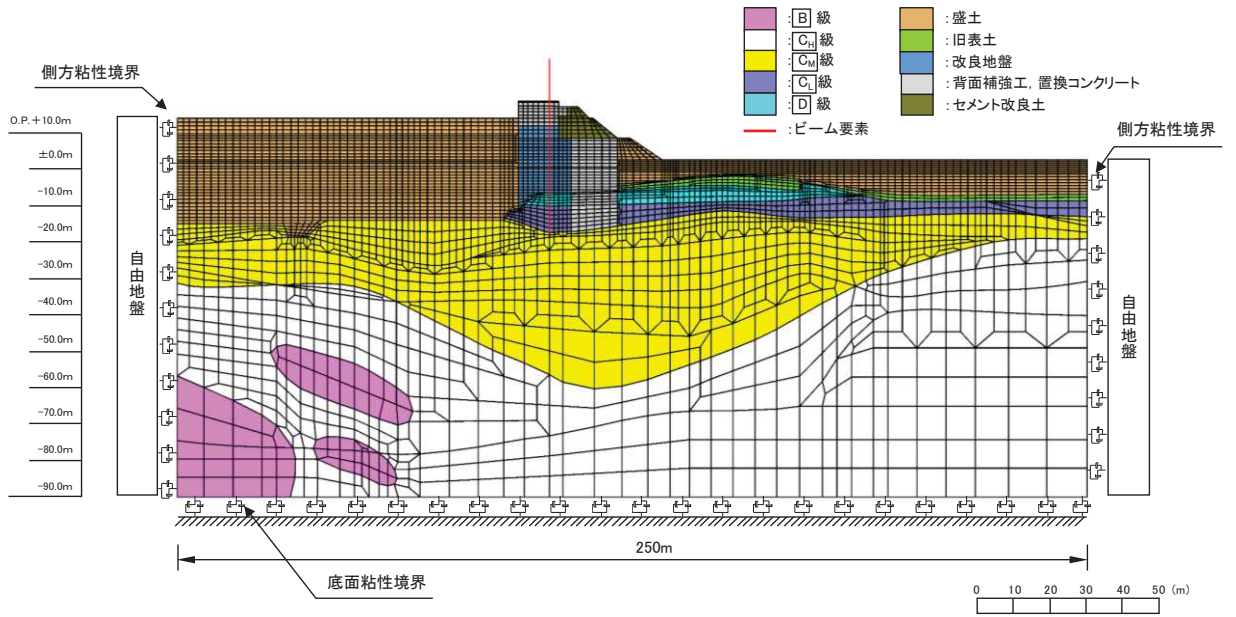 :B級
:CH級
:CM級
:CL級
:D級
:ビーム要素
:盛土
:旧表土
:改良地盤
:背面補強工,置換コンクリート
:セメント改良土
側方粘性境界
側方粘性境界
O.P.+10.0m
±0.0m
-10.0m
-20.0m
-30.0m
-40.0m
-50.0m
-60.0m
-70.0m
-80.0m
-90.0m
自由地盤
自由地盤
250m
底面粘性境界
0 10 20 30 40 50 (m)